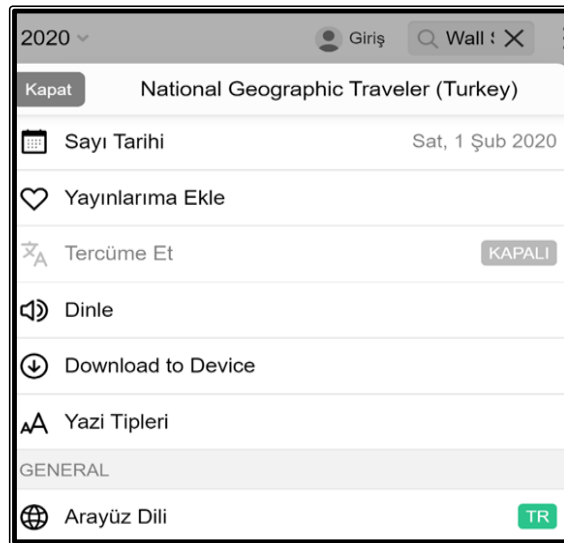 2020 Giriş Wall
Kapat National Geographic Traveler (Turkey)
Sayı Tarihi Sat, 1 Şub 2020
Yayınlarıma Ekle
Tercüme Et KAPALI
Dinle
Download to Device
Yazi Tipleri
GENERAL
Arayüz Dili TR